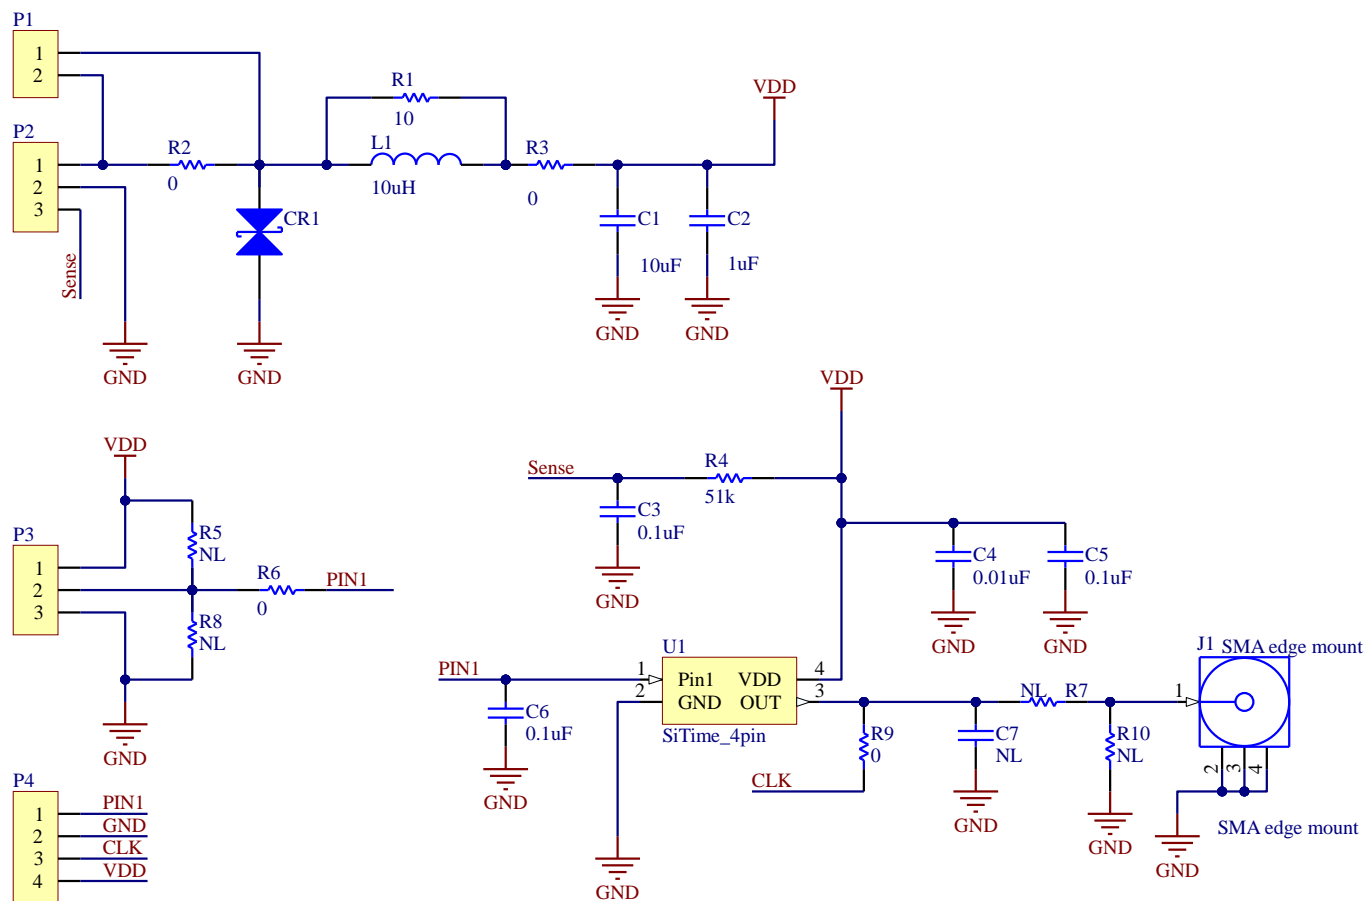 P1
1
2
P2
1
2
3
Sense
GND
R2
0
CR1
GND
R1
10
L1
10uH
R3
0
VDD
C1
10uF
GND
C2
1uF
GND
VDD
P3
1
2
3
R5
NL
R6
0
PIN1
R8
NL
GND
P4
1
PIN1
2
GND
3
CLK
4
VDD
VDD
Sense
R4
51k
C3
0.1uF
GND
C4
0.01uF
GND
C5
0.1uF
GND
PIN1
C6
0.1uF
GND
U1
1
Pin1
VDD
4
2
GND
OUT
3
SiTime_4pin
GND
R9
0
CLK
C7
NL
GND
NL
R7
R10
NL
GND
J1
SMA edge mount
1
2
3
4
SMA edge mount
GND